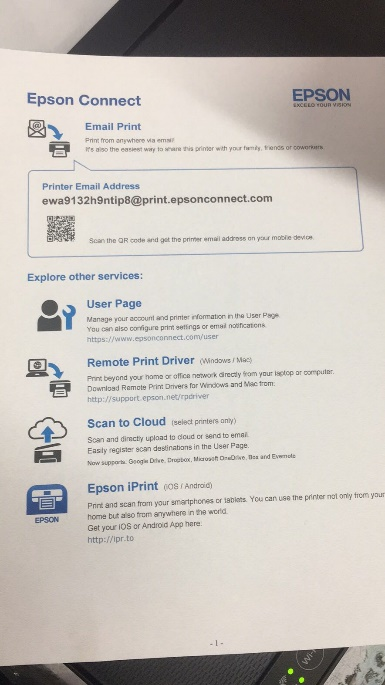 Epson Connect
EPSON
EXCEED YOUR VISION
Email Print
Print from anywhere via email
It's also the easiest way to share this printer with your family, friends or coworkers.
Printer Email Address
ewa9132h9ntip8@print.epsonconnect.com
Scan the QR code and get the printer email address on your mobile device.
Explore other services:
User Page
Manage your account and printer information in the User Page.
You can also configure print settings or email notifications.
https://www.epsonconnect.com/user
Remote Print Driver (Windows / Mac)
Print beyond your home or office network directly from your laptop or computer.
Download Remote Print Drivers for Windows and Mac from:
http://support.epson.net/rpdriver
Scan to Cloud (select printers only)
Scan and directly upload to cloud or send to email.
Easily register scan destinations in the User Page.
Now supports: Google Drive, Dropbox, Microsoft OneDrive, Box and Evernote
Epson iPrint (iOS / Android)
Print and scan from your smartphones or tablets. You can use the printer not only from your
home but also from anywhere in the world.
Get your iOS or Android App here:
http://ipr.to
EPSON
- 1 -